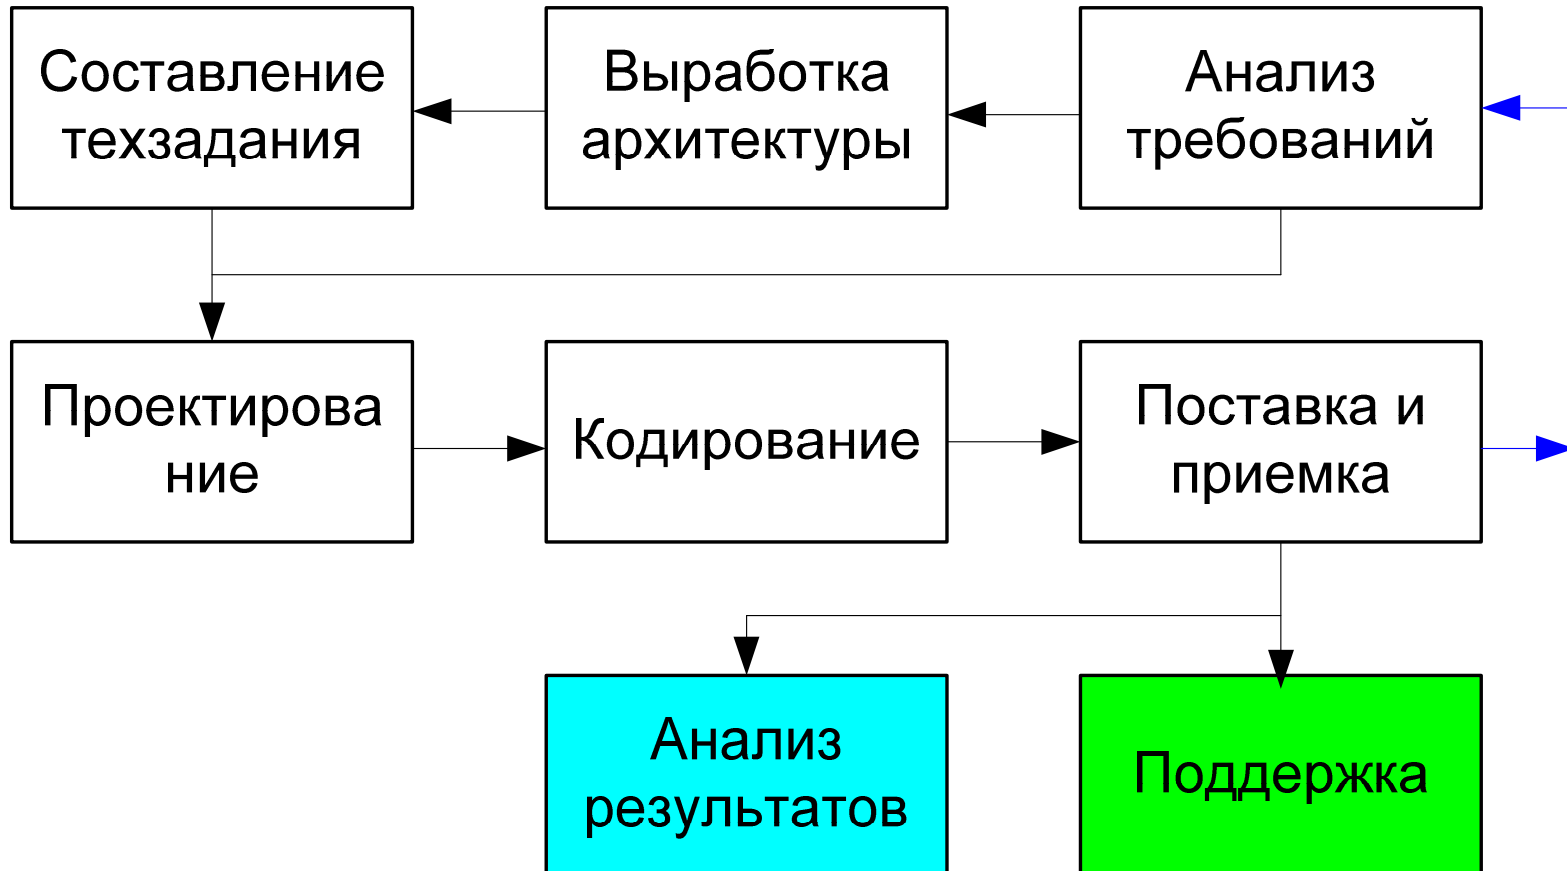 Составление
техзадания
Выработка
архитектуры
Анализ
требований
Проектирова
ние
Кодирование
Поставка и
приемка
Анализ
результатов
Поддержка